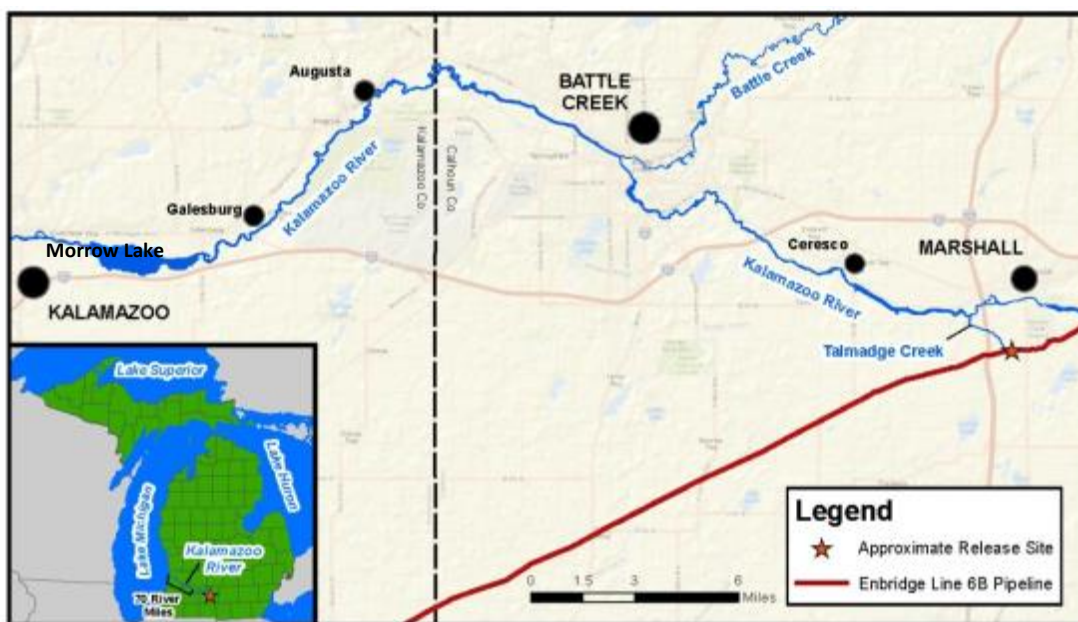 Augusta
BATTLE
CREEK
Battle Creek
Kalamazoo River
Kalamazoo Co
Calhoun Co
Galesburg
Morrow Lake
KALAMAZOO
Ceresco
MARSHALL
Kalamazoo River
Talmadge Creek
Lake Superior
Lake Michigan
Lake Huron
Kalamazoo
River
70 River
Miles
0 1.5 3 6
Miles
Legend
Approximate Release Site
Enbridge Line 6B Pipeline